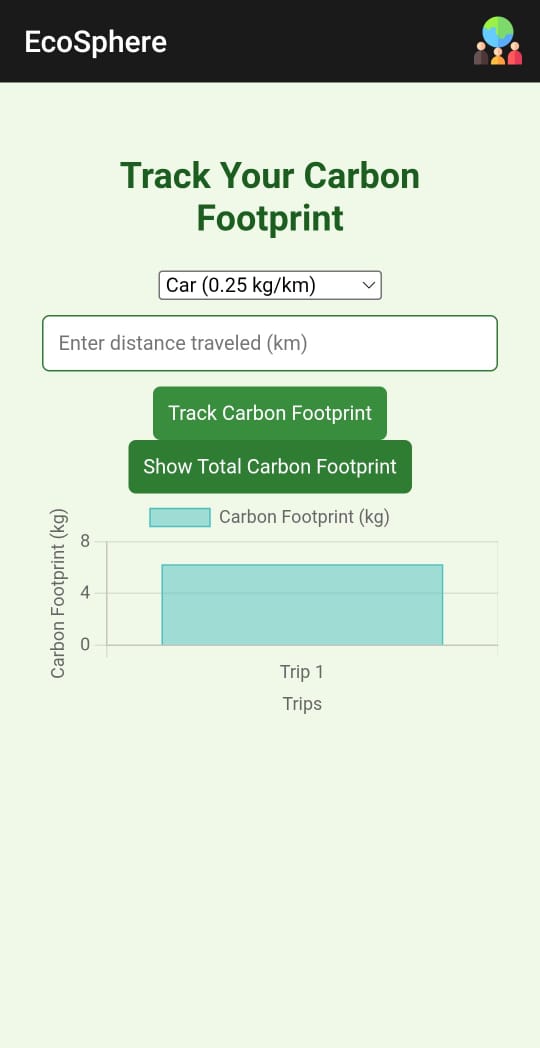 EcoSphere
Track Your Carbon
Footprint
Car (0.25 kg/km)
Enter distance traveled (km)
Track Carbon Footprint
Show Total Carbon Footprint
Carbon Footprint (kg)
Carbon Footprint (kg)
8
4
0
Trip 1
Trips